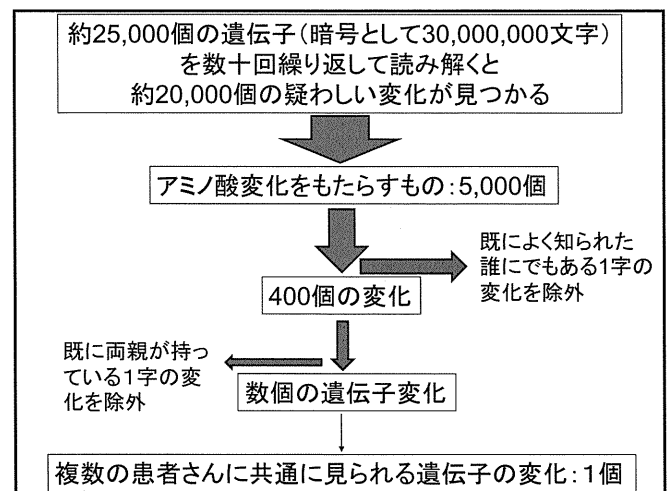 約25,000個の遺伝子(暗号として30,000,000文字)
を数十回繰り返して読み解くと
約20,000個の疑わしい変化が見つかる
アミノ酸変化をもたらすもの:5,000個
既によく知られた
誰にでもある1字の
変化を除外
400個の変化
既に両親が持っ
ている1字の変
化を除外
数個の遺伝子変化
複数の患者さんに共通に見られる遺伝子の変化:1個